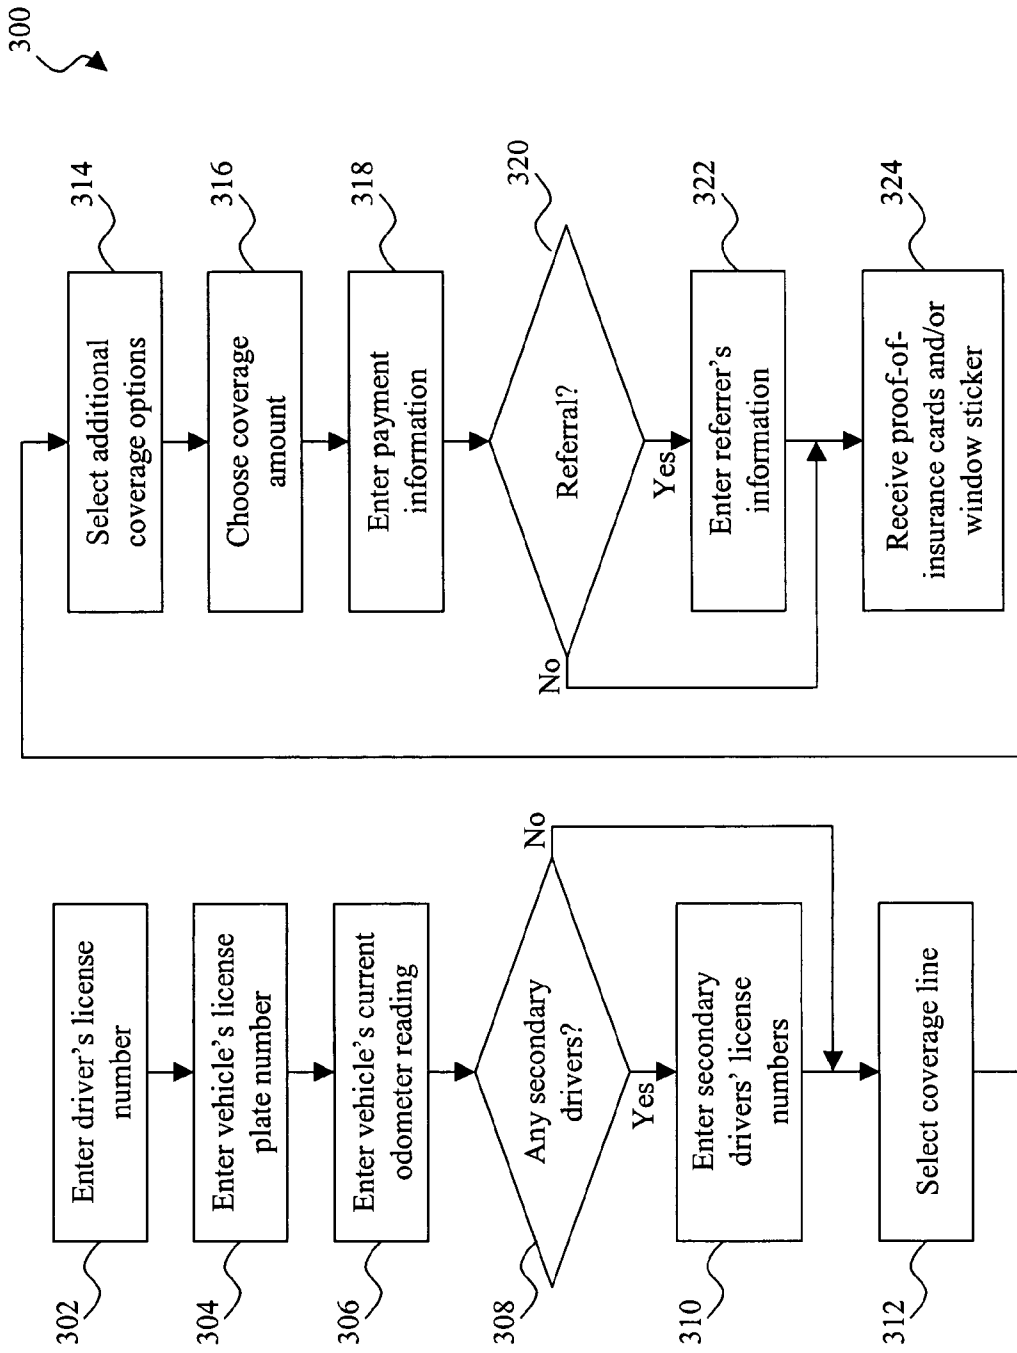 300
302
Enter driver's license
number
304
Enter vehicle's license
plate number
306
Enter vehicle's current
odometer reading
308
Any secondary
drivers?
No
Yes
310
Enter secondary
drivers' license
numbers
312
Select coverage line
314
Select additional
coverage options
316
Choose coverage
amount
318
Enter payment
information
320
Referral?
No
Yes
322
Enter referrer's
information
324
Receive proof-of-
insurance cards and/or
window sticker